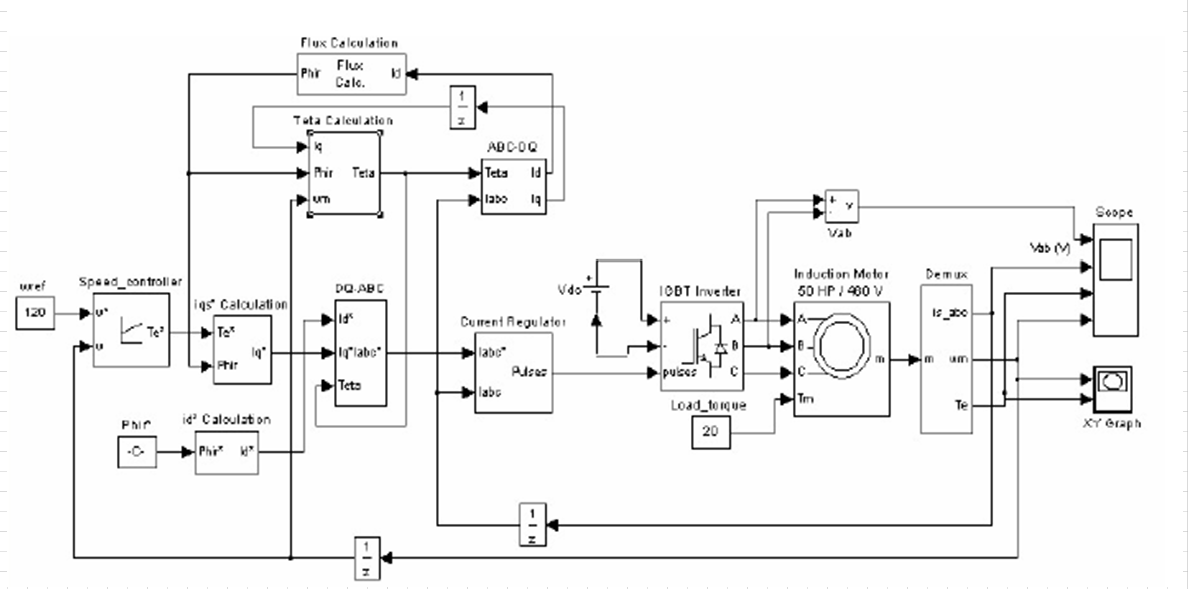 Flux Calculation
Phir
Flux
Calc.
Id
1
z
Teta Calculation
Iq
Phir
Teta
wm
ABC-DQ
Teta
Id
Iabc
Iq
+
-
v
Vab
Scope
Vab (V)
wref
120
Speed_controller
w*
w
Te*
iqs* Calculation
Te*
Iq*
Phir
DQ-ABC
Id*
Iq*
Iabc*
Teta
Current Regulator
Iabc*
Pulses
Iabc
Vdc
+
IGBT Inverter
+
-
pulses
A
B
C
Induction Motor
50 HP / 460 V
A
B
C
Tm
m
Demux
is_abc
m
wm
Te
Load_torque
20
XY Graph
Phir*
-C-
id* Calculation
Phir*
Id*
1
z
1
z